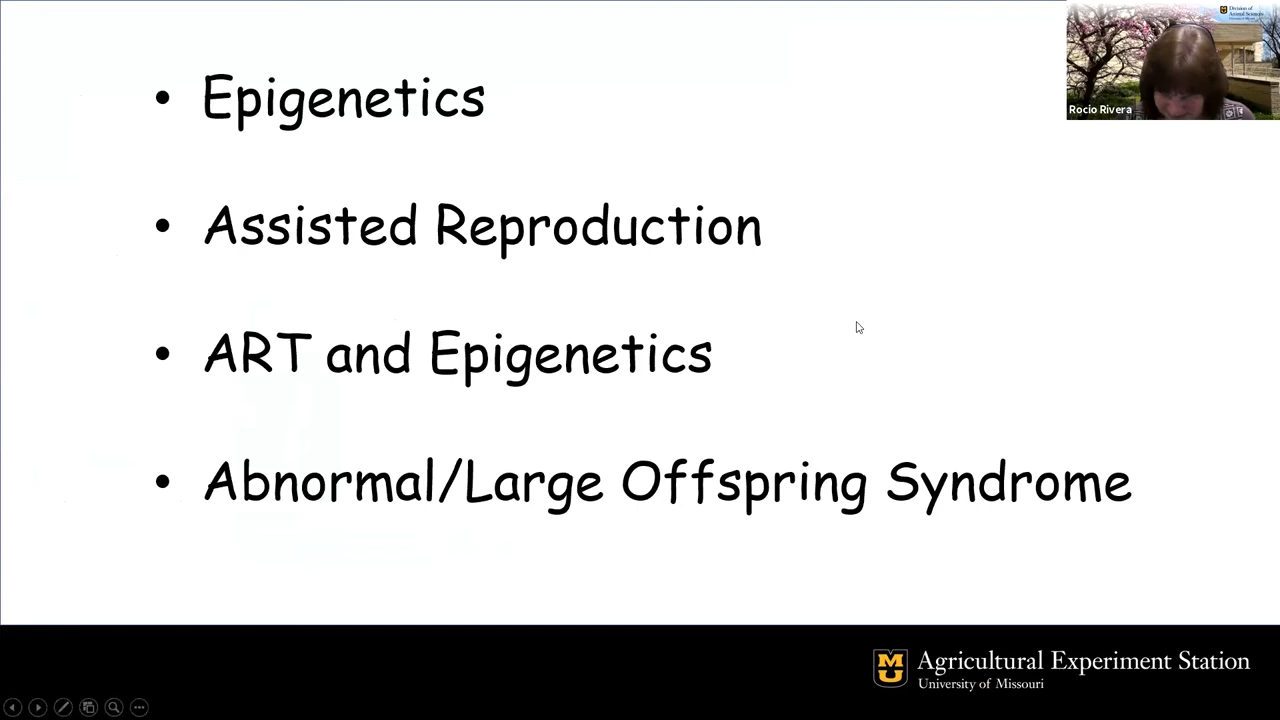 • Epigenetics
• Assisted Reproduction
• ART and Epigenetics
• Abnormal/Large Offspring Syndrome
Rocio Rivera
Agricultural Experiment Station
University of Missouri